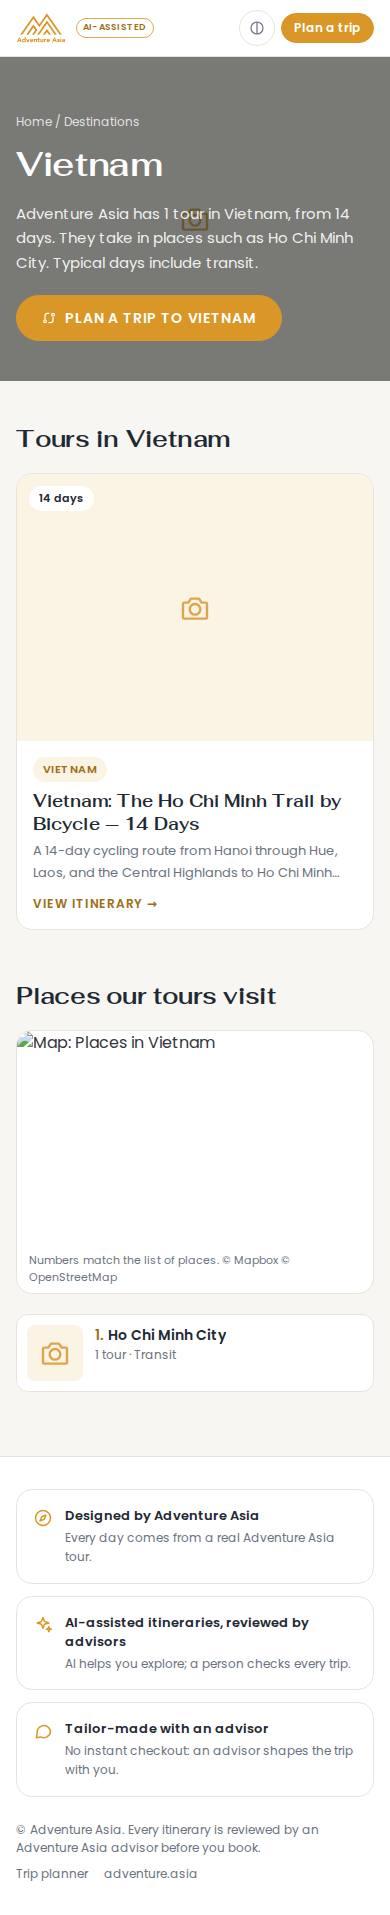 Adventure Asia
AI-ASSISTED
Plan a trip
Home / Destinations
Vietnam
Adventure Asia has 1 tour in Vietnam, from 14
days. They take in places such as Ho Chi Minh
City. Typical days include transit.
PLAN A TRIP TO VIETNAM
Tours in Vietnam
14 days
VIETNAM
Vietnam: The Ho Chi Minh Trail by
Bicycle — 14 Days
A 14-day cycling route from Hanoi through Hue,
Laos, and the Central Highlands to Ho Chi Minh…
VIEW ITINERARY →
Places our tours visit
Map: Places in Vietnam
Numbers match the list of places. © Mapbox ©
OpenStreetMap
1. Ho Chi Minh City
1 tour · Transit
Designed by Adventure Asia
Every day comes from a real Adventure Asia
tour.
AI-assisted itineraries, reviewed by
advisors
AI helps you explore; a person checks every trip.
Tailor-made with an advisor
No instant checkout: an advisor shapes the trip
with you.
© Adventure Asia. Every itinerary is reviewed by an
Adventure Asia advisor before you book.
Trip planner adventure.asia